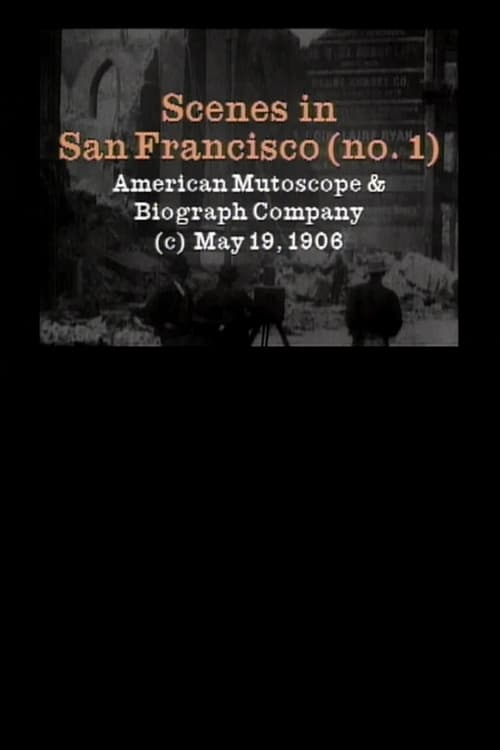 Scenes in
San Francisco (no. 1)
American Mutoscope &
Biograph Company
(c) May 19, 1906